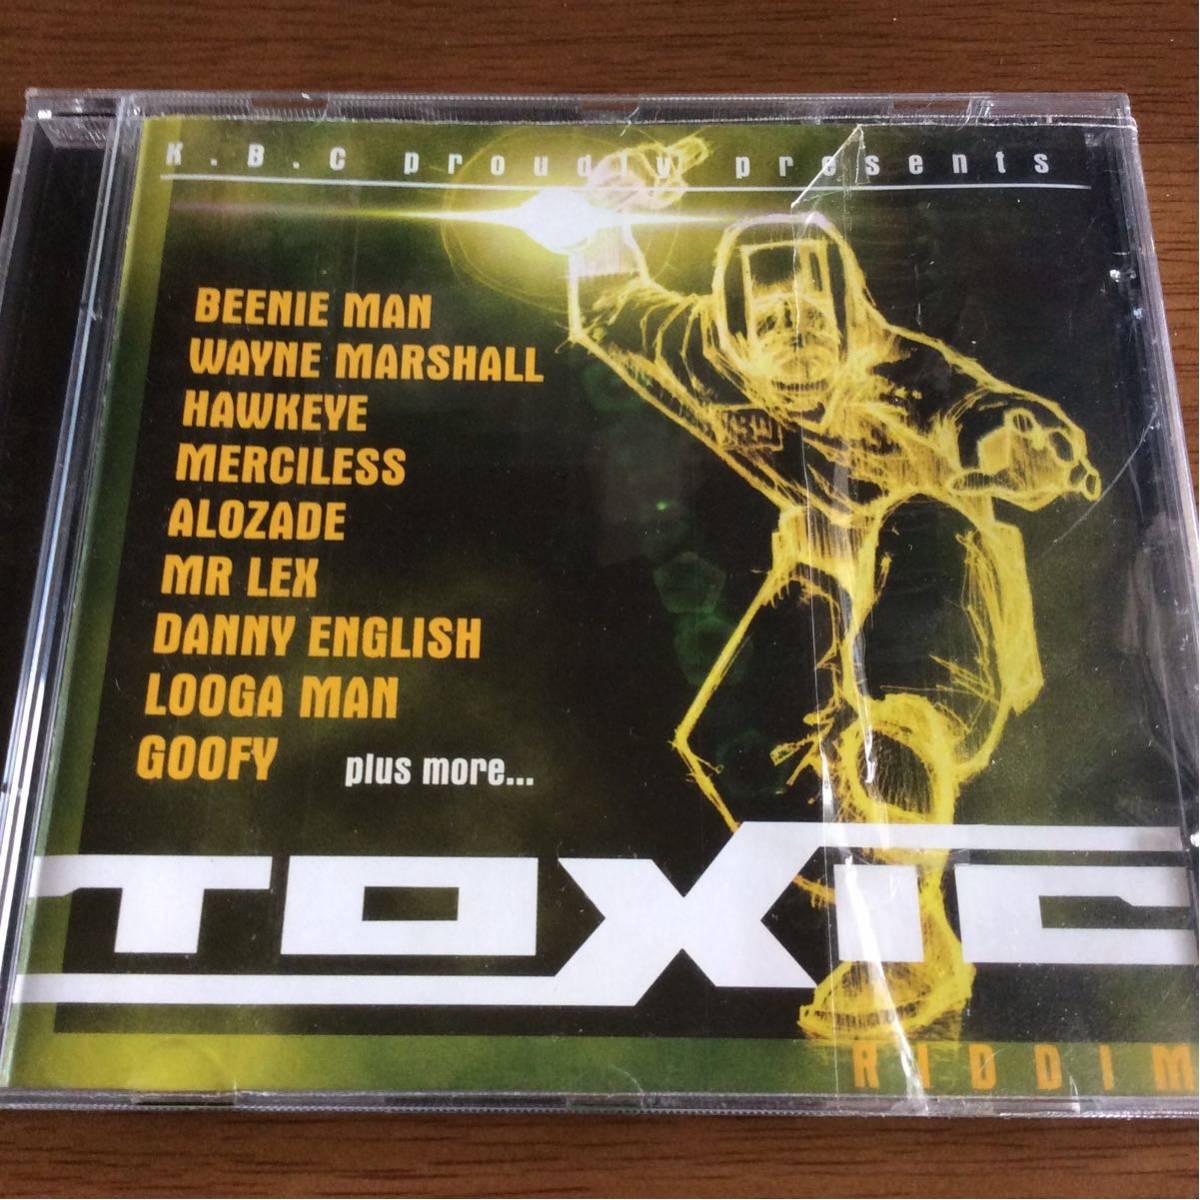 K.B.C proudly presents
BEENIE MAN
WAYNE MARSHALL
HAWKEYE
MERCILESS
ALOZADE
MR LEX
DANNY ENGLISH
LOOGA MAN
GOOFY plus more...
TOXIC
RIDDIM